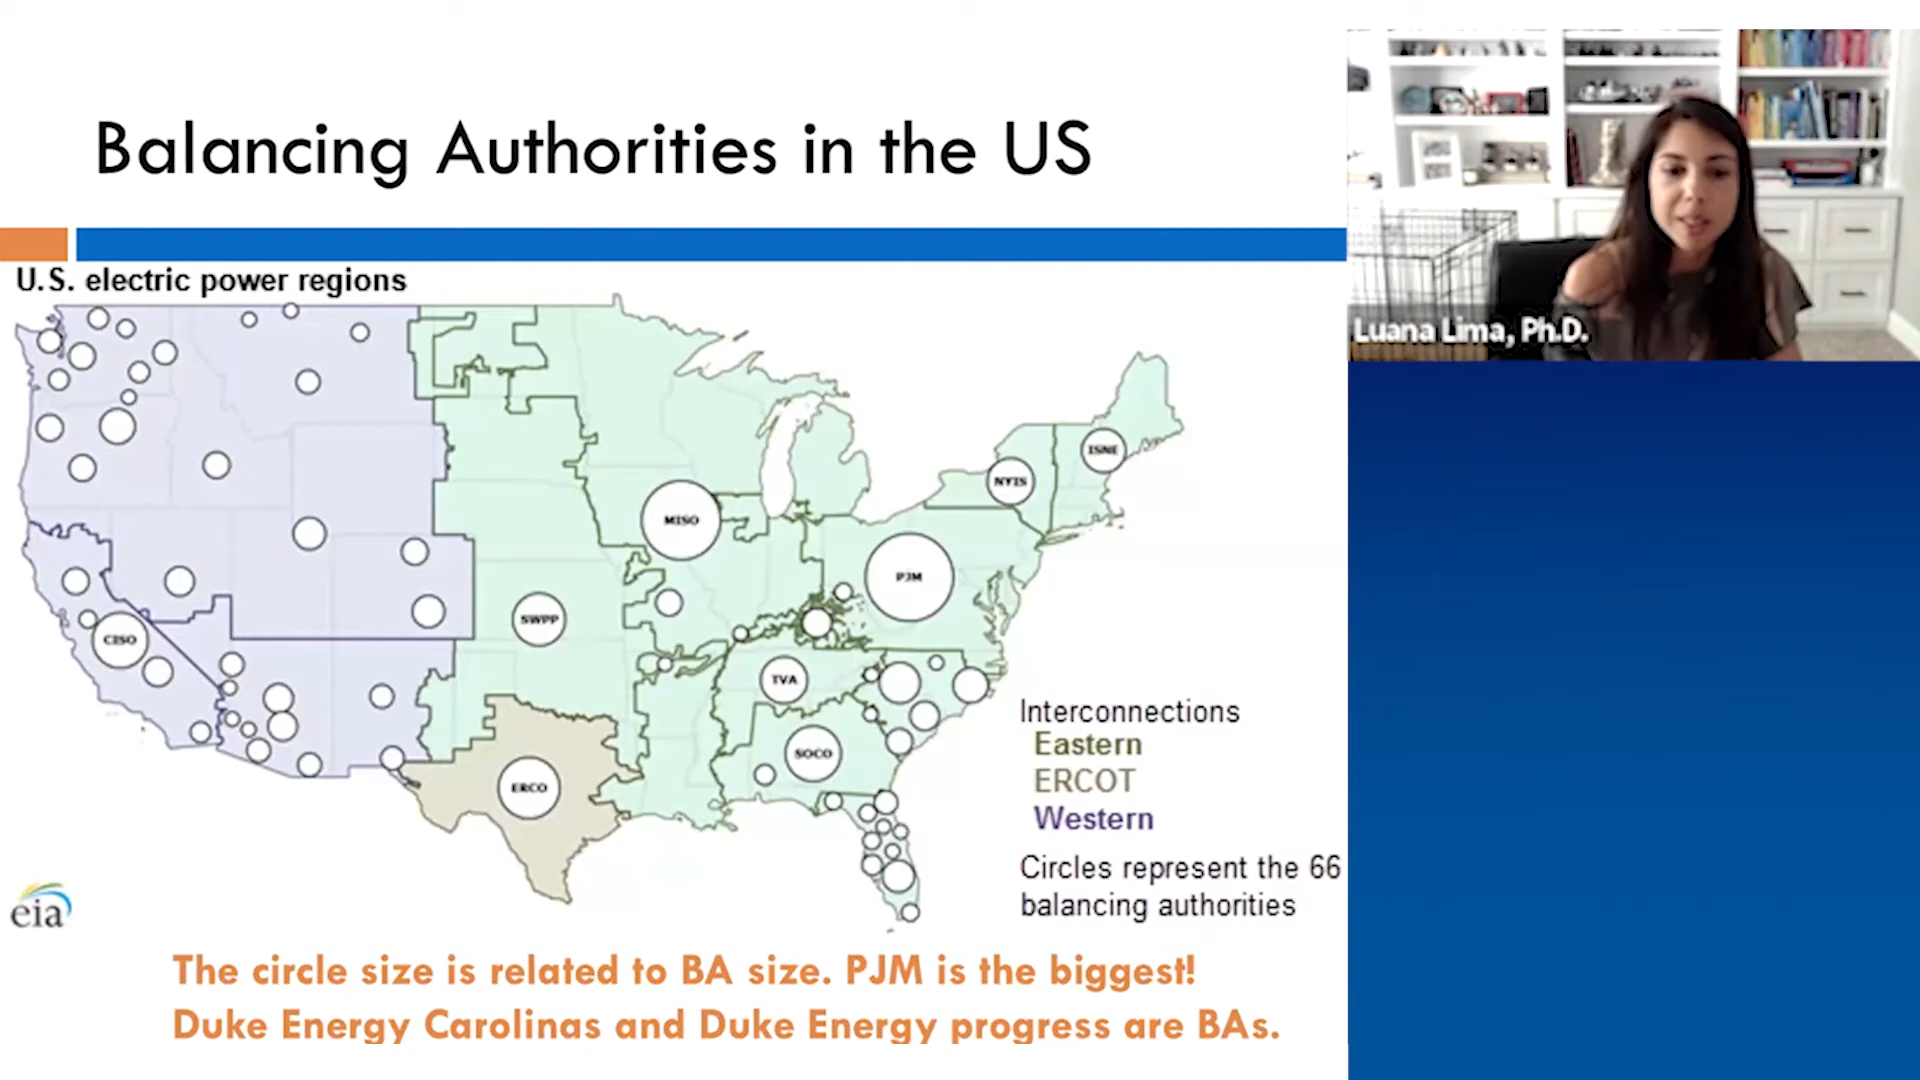 Balancing Authorities in the US
Luana Lima, Ph.D.
U.S. electric power regions
ISNE
NYIS
MISO
PJM
SWPP
CISO
TVA
SOCO
ERCO
Interconnections
Eastern
ERCOT
Western
Circles represent the 66
balancing authorities
eia
The circle size is related to BA size. PJM is the biggest!
Duke Energy Carolinas and Duke Energy progress are BAs.